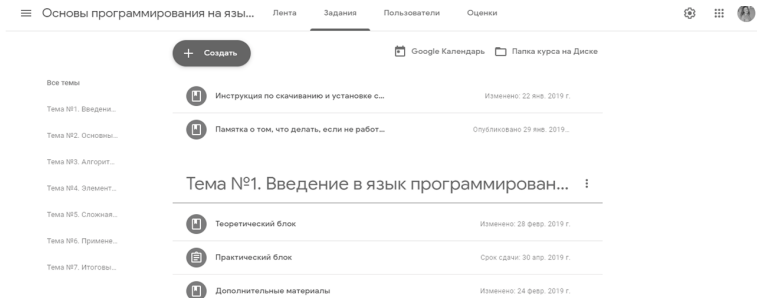 Основы программирования на язы... Лента Задания Пользователи Оценки
Создать Google Календарь Папка курса на Диске
Все темы
Тема №1. Введени...
Тема №2. Основны...
Тема №3. Алгорит...
Тема №4. Элемент...
Тема №5. Сложная...
Тема №6. Примене...
Тема №7. Итоговы...
Инструкция по скачиванию и установке с... Изменено: 22 янв. 2019 г.
Памятка о том, что делать, если не работ... Опубликовано 29 янв. 2019...
Тема №1. Введение в язык программирован...
Теоретический блок Изменено: 28 февр. 2019 г.
Практический блок Срок сдачи: 30 апр. 2019 г.
Дополнительные материалы Изменено: 24 февр. 2019 г.